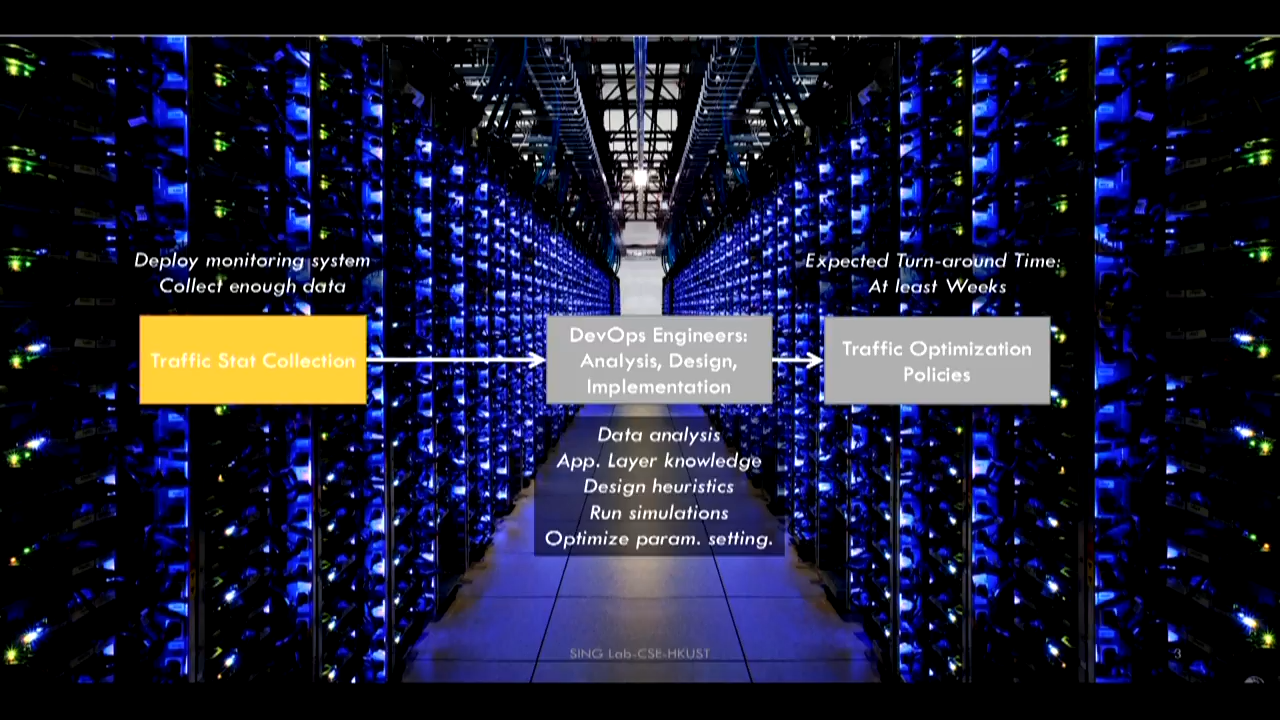 Deploy monitoring system
Collect enough data
Expected Turn-around Time:
At least Weeks
Traffic Stat Collection
DevOps Engineers:
Analysis, Design,
Implementation
Traffic Optimization
Policies
Data analysis
App. Layer knowledge
Design heuristics
Run simulations
Optimize param. setting.
SING Lab-CSE-HKUST
3